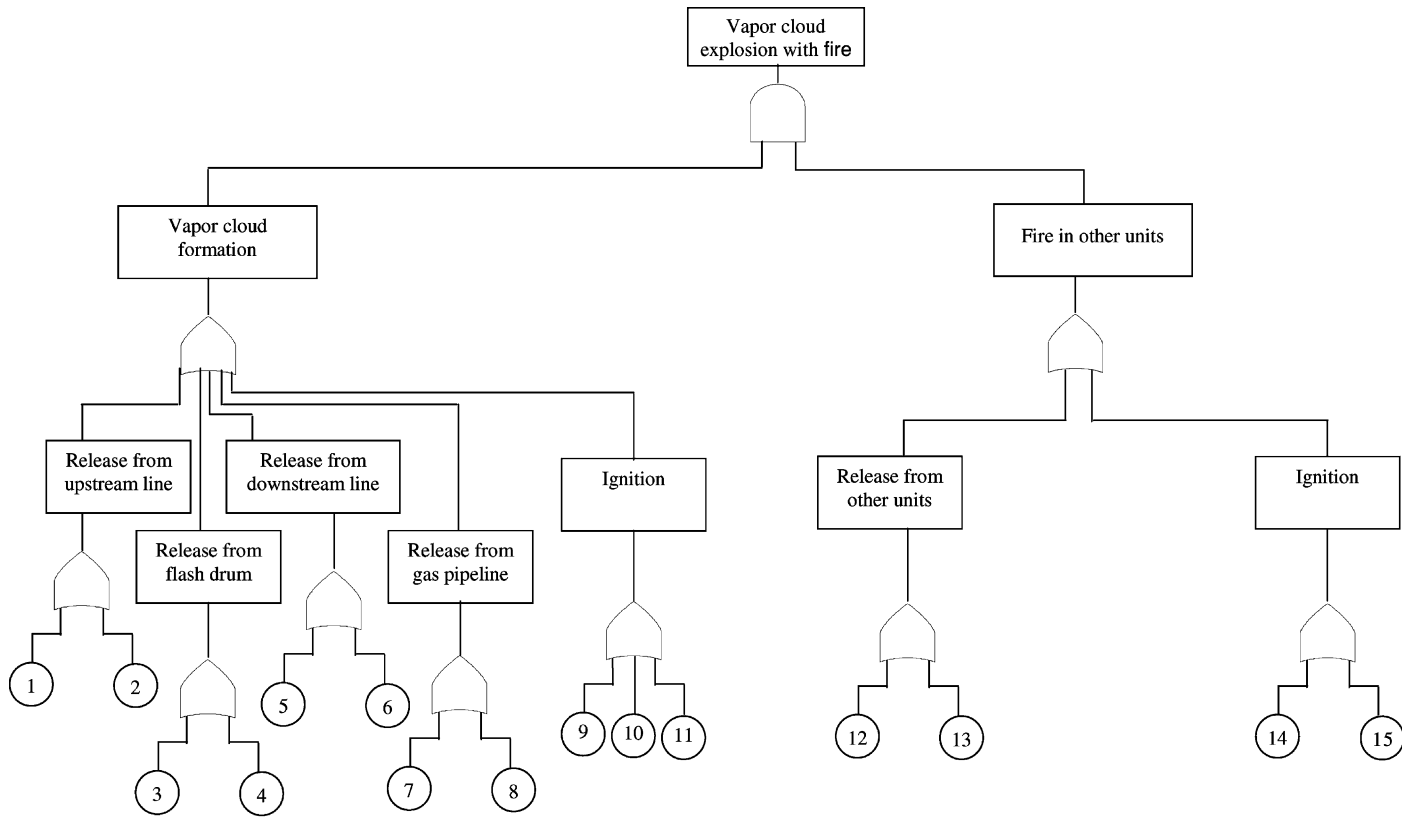 Vapor cloud
explosion with fire
Vapor cloud
formation
Fire in other units
Release from
upstream line
Release from
downstream line
Ignition
Release from
other units
Ignition
Release from
flash drum
Release from
gas pipeline
1
2
5
6
9
10
11
12
13
14
15
3
4
7
8